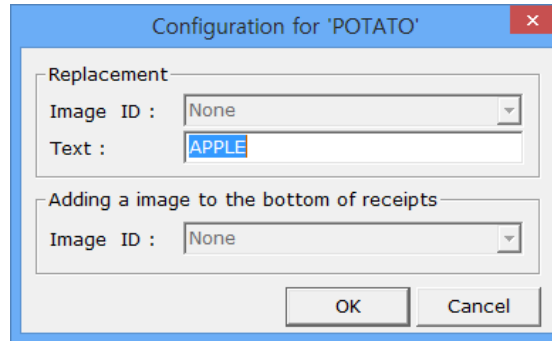 Configuration for 'POTATO'
Replacement
Image ID : None
Text : APPLE
Adding a image to the bottom of receipts
Image ID : None
OK Cancel